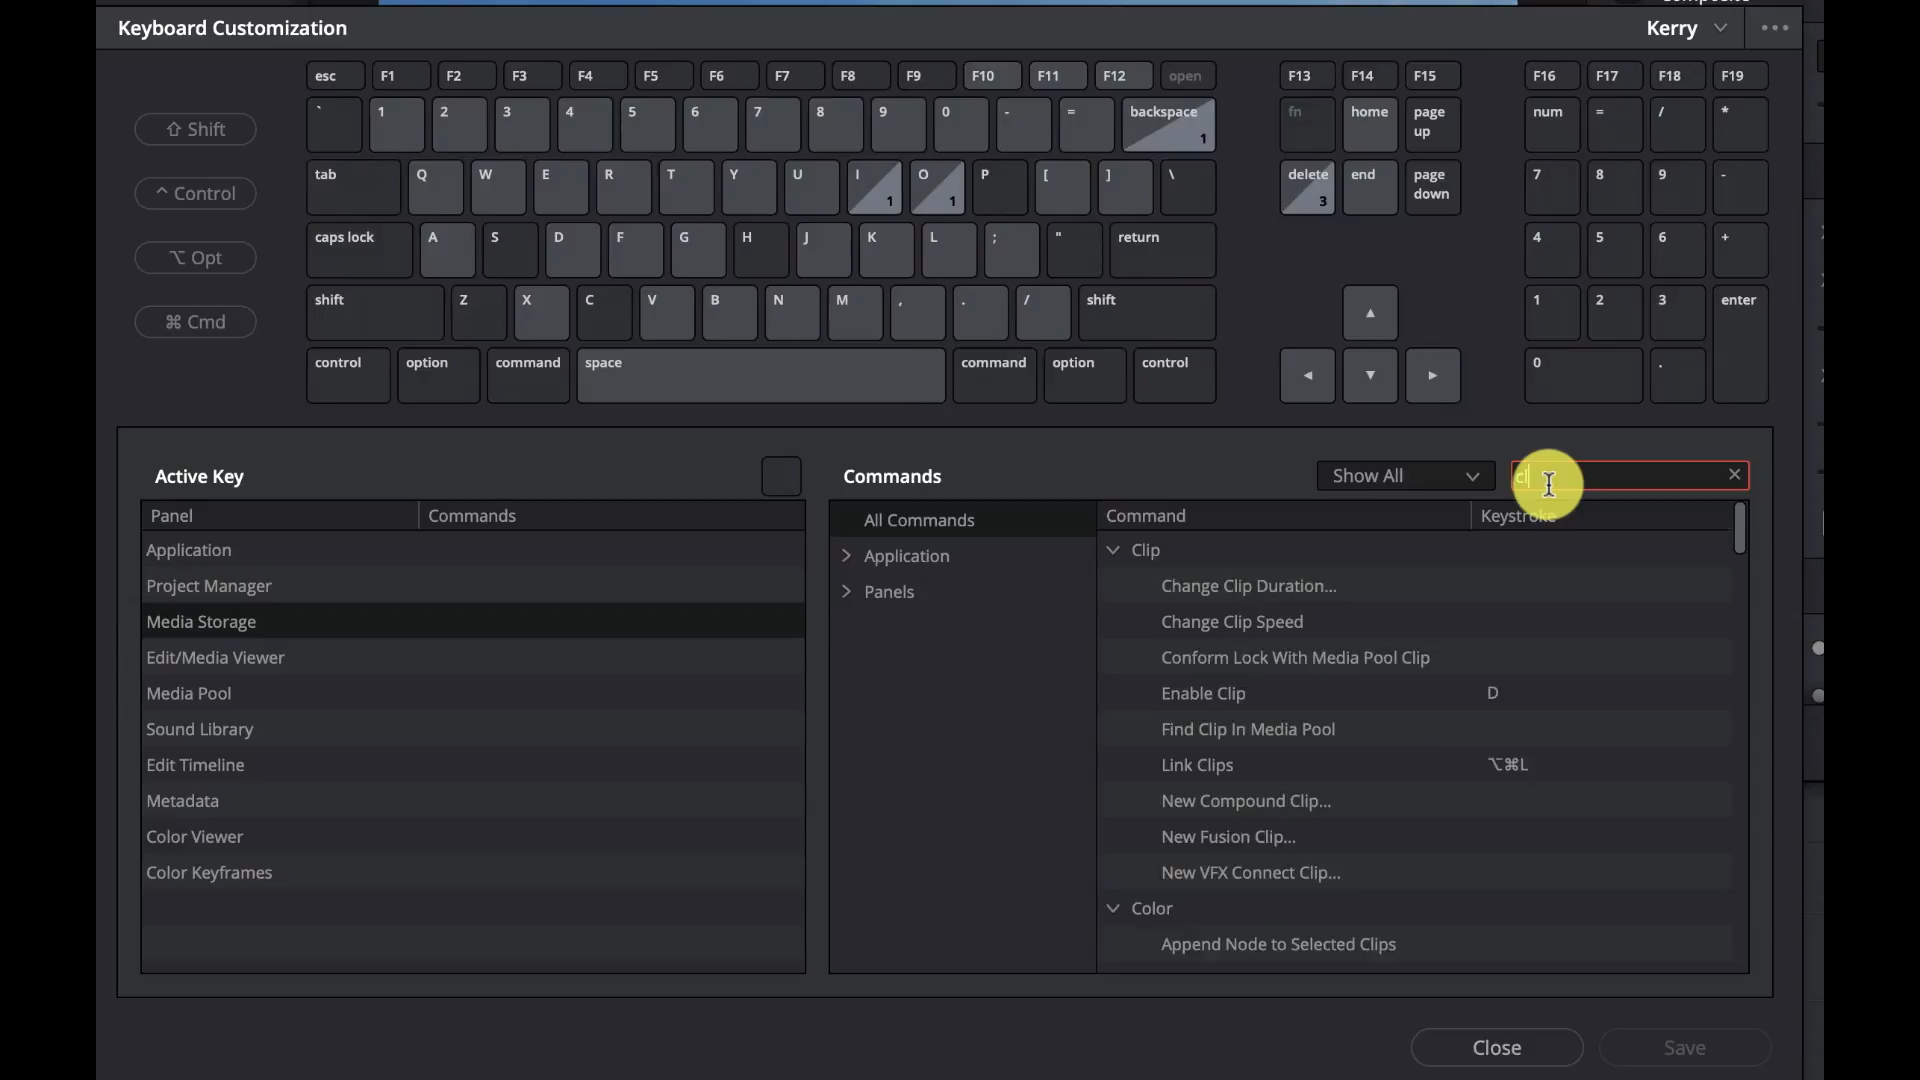 Keyboard Customization
Kerry
esc F1 F2 F3 F4 F5 F6 F7 F8 F9 F10 F11 F12 open F13 F14 F15 F16 F17 F18 F19
⇧ Shift
` 1 2 3 4 5 6 7 8 9 0 - = backspace 1 fn home page up num = / *
^ Control
tab Q W E R T Y U I 1 O 1 P [ ] \ delete 3 end page down 7 8 9 -
⌥ Opt
caps lock A S D F G H J K L ; " return 4 5 6 +
⌘ Cmd
shift Z X C V B N M , . / shift ▲ 1 2 3 enter
control option command space command option control ◄ ▼ ► 0 .
Active Key
Panel Commands
Application
Project Manager
Media Storage
Edit/Media Viewer
Media Pool
Sound Library
Edit Timeline
Metadata
Color Viewer
Color Keyframes
Commands Show All cl ×
All Commands
Application
Panels
Command Keystroke
Clip
Change Clip Duration...
Change Clip Speed
Conform Lock With Media Pool Clip
Enable Clip D
Find Clip In Media Pool
Link Clips ⌥⌘L
New Compound Clip...
New Fusion Clip...
New VFX Connect Clip...
Color
Append Node to Selected Clips
Close Save